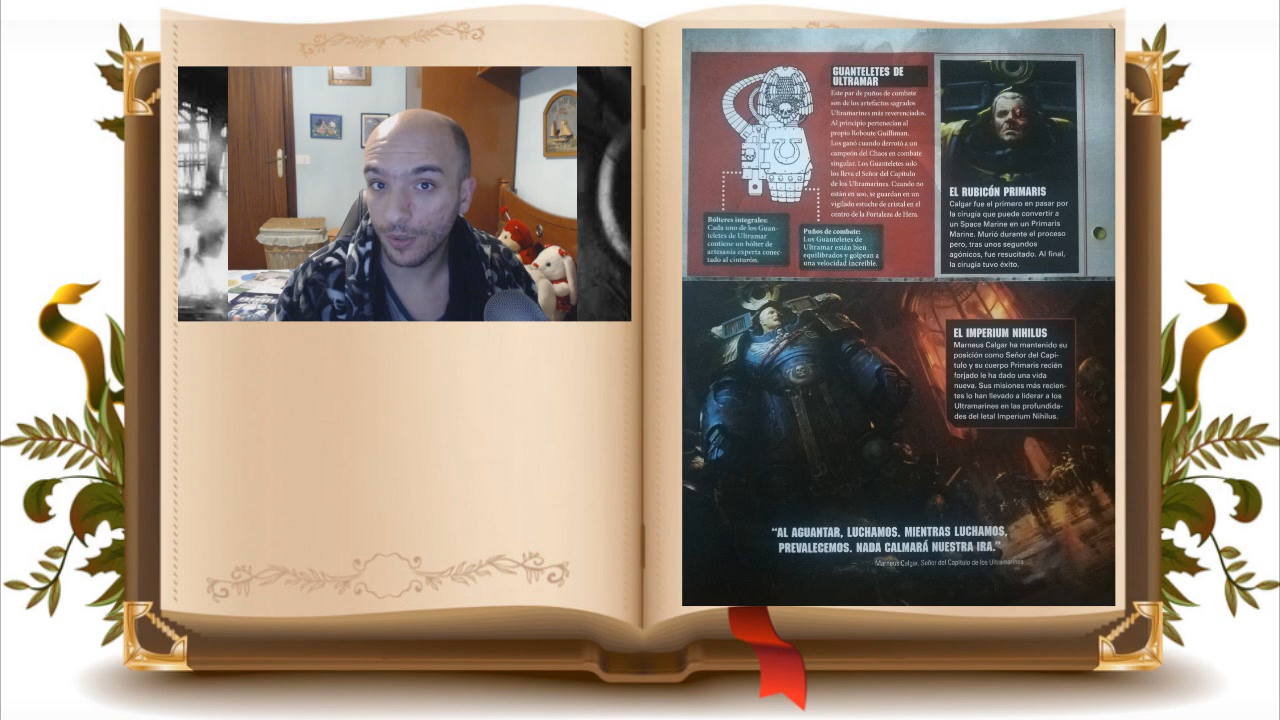 GUANTELETES DE
ULTRAMAR
Este par de puños de combate
son de los artefactos sagrados
Ultramarines más reverenciados.
Al principio pertenecían al
propio Roboute Guilliman.
Los ganó cuando derrotó a un
campeón del Chaos en combate
singular. Los Guanteletes solo
los lleva el Señor del Capítulo
de los Ultramarines. Cuando no
están en uso, se guardan en un
vigilado estuche de cristal en el
centro de la Fortaleza de Hera.
Bólteres integrales:
Cada uno de los Guan-
teletes de Ultramar
contiene un bólter de
artesanía experta conec-
tado al cinturón.
Puños de combate:
Los Guanteletes de
Ultramar están bien
equilibrados y golpean a
una velocidad increíble.
EL RUBICÓN PRIMARIS
Calgar fue el primero en pasar por
la cirugía que puede convertir a
un Space Marine en un Primaris
Marine. Murió durante el proceso
pero, tras unos segundos
agónicos, fue resucitado. Al final,
la cirugía tuvo éxito.
EL IMPERIUM NIHILUS
Marneus Calgar ha mantenido su
posición como Señor del Capí-
tulo y su cuerpo Primaris recién
forjado le ha dado una vida
nueva. Sus misiones más recien-
tes lo han llevado a liderar a los
Ultramarines en las profundida-
des del letal Imperium Nihilus.
“AL AGUANTAR, LUCHAMOS. MIENTRAS LUCHAMOS,
PREVALECEMOS. NADA CALMARÁ NUESTRA IRA.”
Marneus Calgar, Señor del Capítulo de los Ultramarines